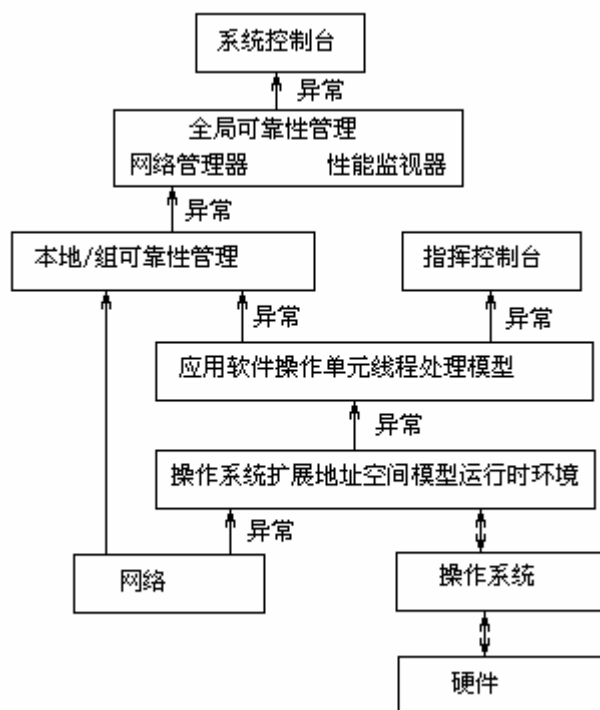 系统控制台
异常
全局可靠性管理
网络管理器 性能监视器
异常
本地/组可靠性管理 指挥控制台
异常 异常
应用软件操作单元线程处理模型
异常
操作系统扩展地址空间模型运行时环境
异常
网络 操作系统
硬件